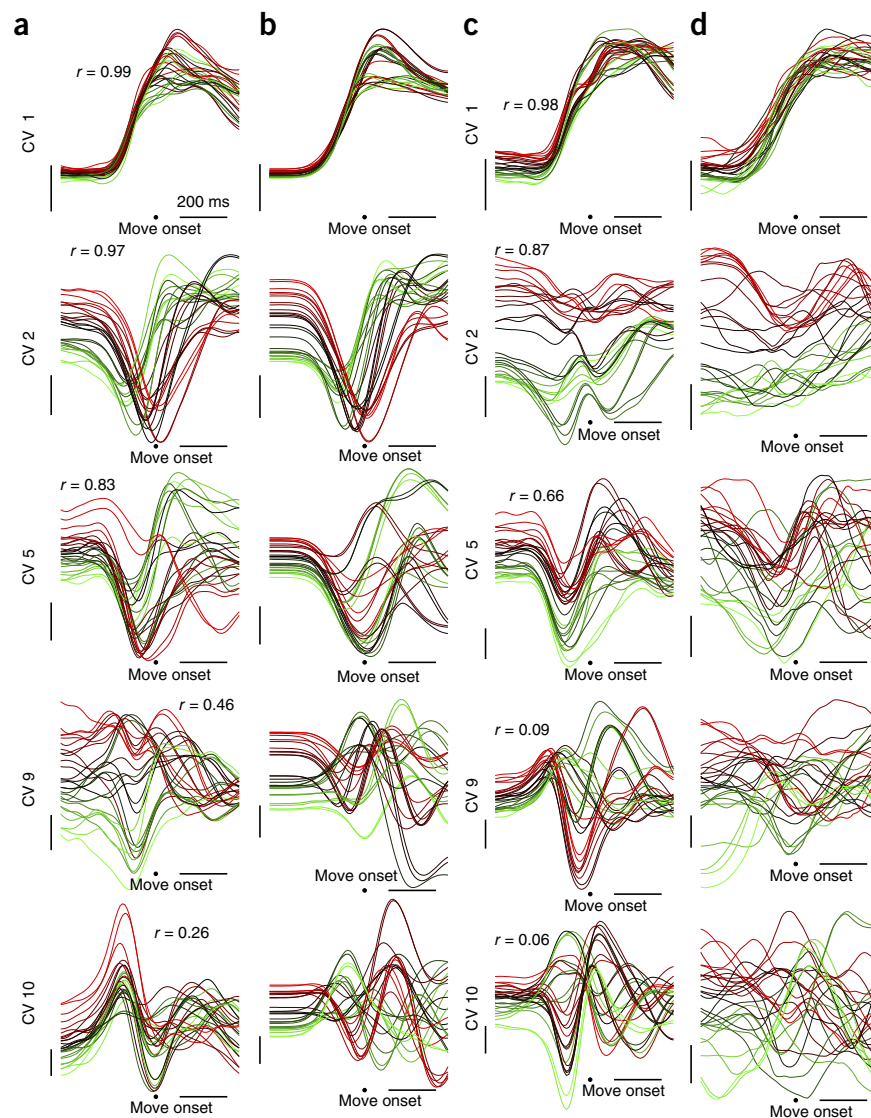 a b c d
CV 1 r = 0.99 r = 0.98 CV 1
200 ms
Move onset Move onset Move onset Move onset
CV 2 r = 0.97 CV 2 r = 0.87
Move onset Move onset Move onset Move onset
CV 5 r = 0.83 CV 5 r = 0.66
Move onset Move onset Move onset Move onset
CV 9 r = 0.46 CV 9 r = 0.09
Move onset Move onset Move onset Move onset
CV 10 r = 0.26 CV 10 r = 0.06
Move onset Move onset Move onset Move onset